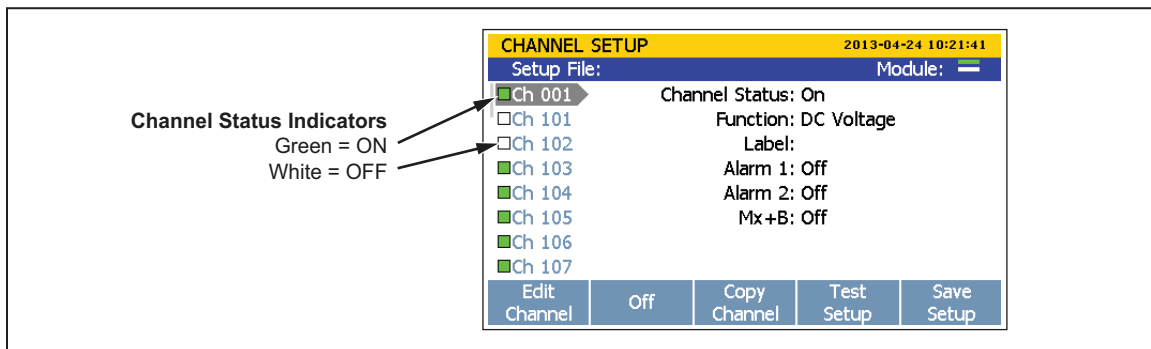 CHANNEL SETUP 2013-04-24 10:21:41
Setup File: Module:
Ch 001 Channel Status: On
Channel Status Indicators
Green = ON
White = OFF
Ch 101 Function: DC Voltage
Ch 102 Label:
Ch 103 Alarm 1: Off
Ch 104 Alarm 2: Off
Ch 105 Mx+B: Off
Ch 106
Ch 107
Edit Channel Off Copy Channel Test Setup Save Setup